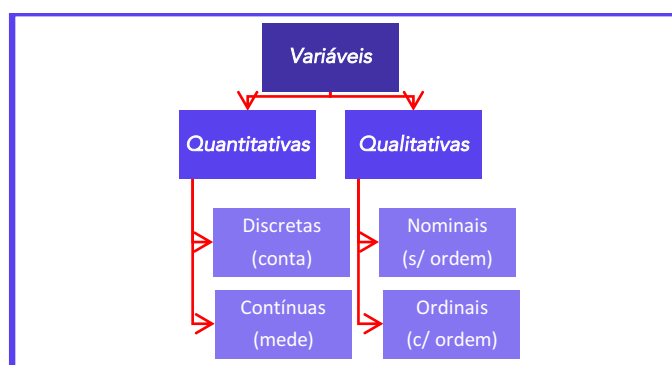 Variáveis
Quantitativas
Qualitativas
Discretas
(conta)
Nominais
(s/ ordem)
Contínuas
(mede)
Ordinais
(c/ ordem)